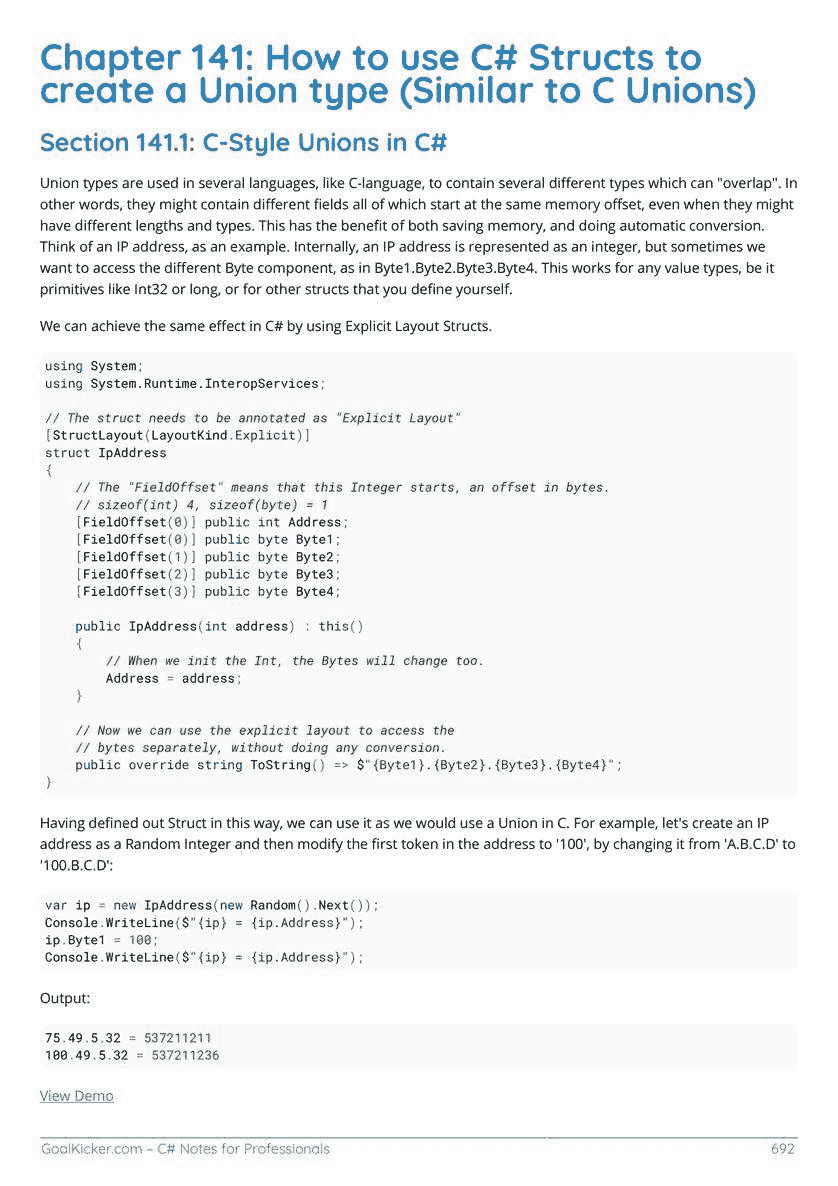 Chapter 141: How to use C# Structs to
create a Union type (Similar to C Unions)
Section 141.1: C-Style Unions in C#
Union types are used in several languages, like C-language, to contain several different types which can "overlap". In
other words, they might contain different fields all of which start at the same memory offset, even when they might
have different lengths and types. This has the benefit of both saving memory, and doing automatic conversion.
Think of an IP address, as an example. Internally, an IP address is represented as an integer, but sometimes we
want to access the different Byte component, as in Byte1.Byte2.Byte3.Byte4. This works for any value types, be it
primitives like Int32 or long, or for other structs that you define yourself.
We can achieve the same effect in C# by using Explicit Layout Structs.
using System;
using System.Runtime.InteropServices;
// The struct needs to be annotated as "Explicit Layout"
[StructLayout(LayoutKind.Explicit)]
struct IpAddress
{
    // The "FieldOffset" means that this Integer starts, an offset in bytes.
    // sizeof(int) 4, sizeof(byte) = 1
    [FieldOffset(0)] public int Address;
    [FieldOffset(0)] public byte Byte1;
    [FieldOffset(1)] public byte Byte2;
    [FieldOffset(2)] public byte Byte3;
    [FieldOffset(3)] public byte Byte4;
    public IpAddress(int address) : this()
    {
        // When we init the Int, the Bytes will change too.
        Address = address;
    }
    // Now we can use the explicit layout to access the
    // bytes separately, without doing any conversion.
    public override string ToString() => $"{Byte1}.{Byte2}.{Byte3}.{Byte4}";
}
Having defined out Struct in this way, we can use it as we would use a Union in C. For example, let's create an IP
address as a Random Integer and then modify the first token in the address to '100', by changing it from 'A.B.C.D' to
'100.B.C.D':
var ip = new IpAddress(new Random().Next());
Console.WriteLine($"{ip} = {ip.Address}");
ip.Byte1 = 100;
Console.WriteLine($"{ip} = {ip.Address}");
Output:
75.49.5.32 = 537211211
100.49.5.32 = 537211236
View Demo
GoalKicker.com – C# Notes for Professionals
692